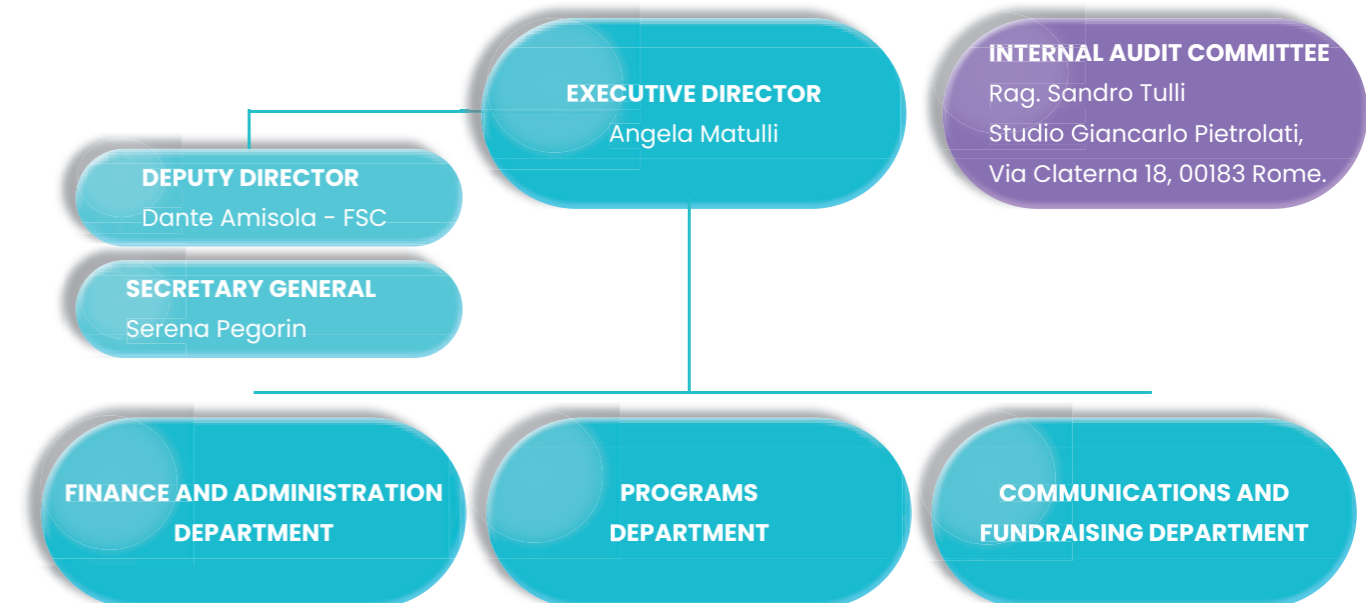 EXECUTIVE DIRECTOR
Angela Matulli
INTERNAL AUDIT COMMITTEE
Rag. Sandro Tulli
Studio Giancarlo Pietrolati,
Via Claterna 18, 00183 Rome.
DEPUTY DIRECTOR
Dante Amisola - FSC
SECRETARY GENERAL
Serena Pegorin
FINANCE AND ADMINISTRATION
DEPARTMENT
PROGRAMS
DEPARTMENT
COMMUNICATIONS AND
FUNDRAISING DEPARTMENT